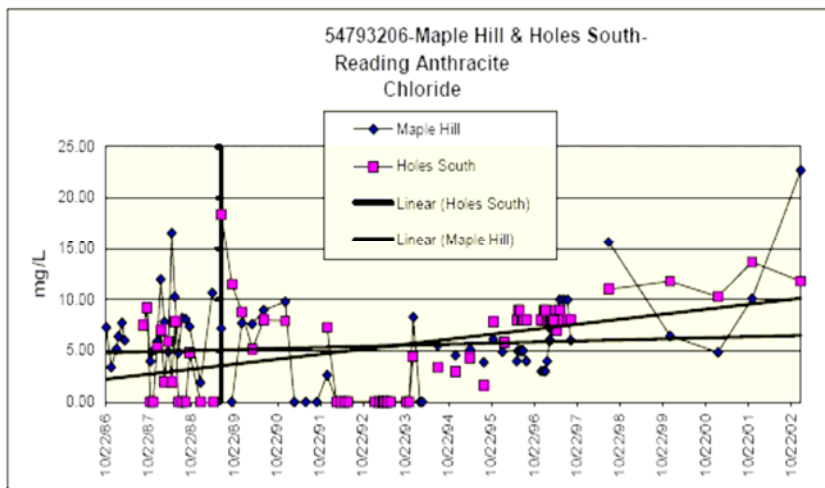 54793206-Maple Hill & Holes South-
Reading Anthracite
Chloride
Maple Hill
Holes South
Linear (Holes South)
Linear (Maple Hill)
mg/L
25.00
20.00
15.00
10.00
5.00
0.00
10/22/86
10/22/87
10/22/88
10/22/89
10/22/90
10/22/91
10/22/92
10/22/93
10/22/94
10/22/95
10/22/96
10/22/97
10/22/98
10/22/99
10/22/00
10/22/01
10/22/02